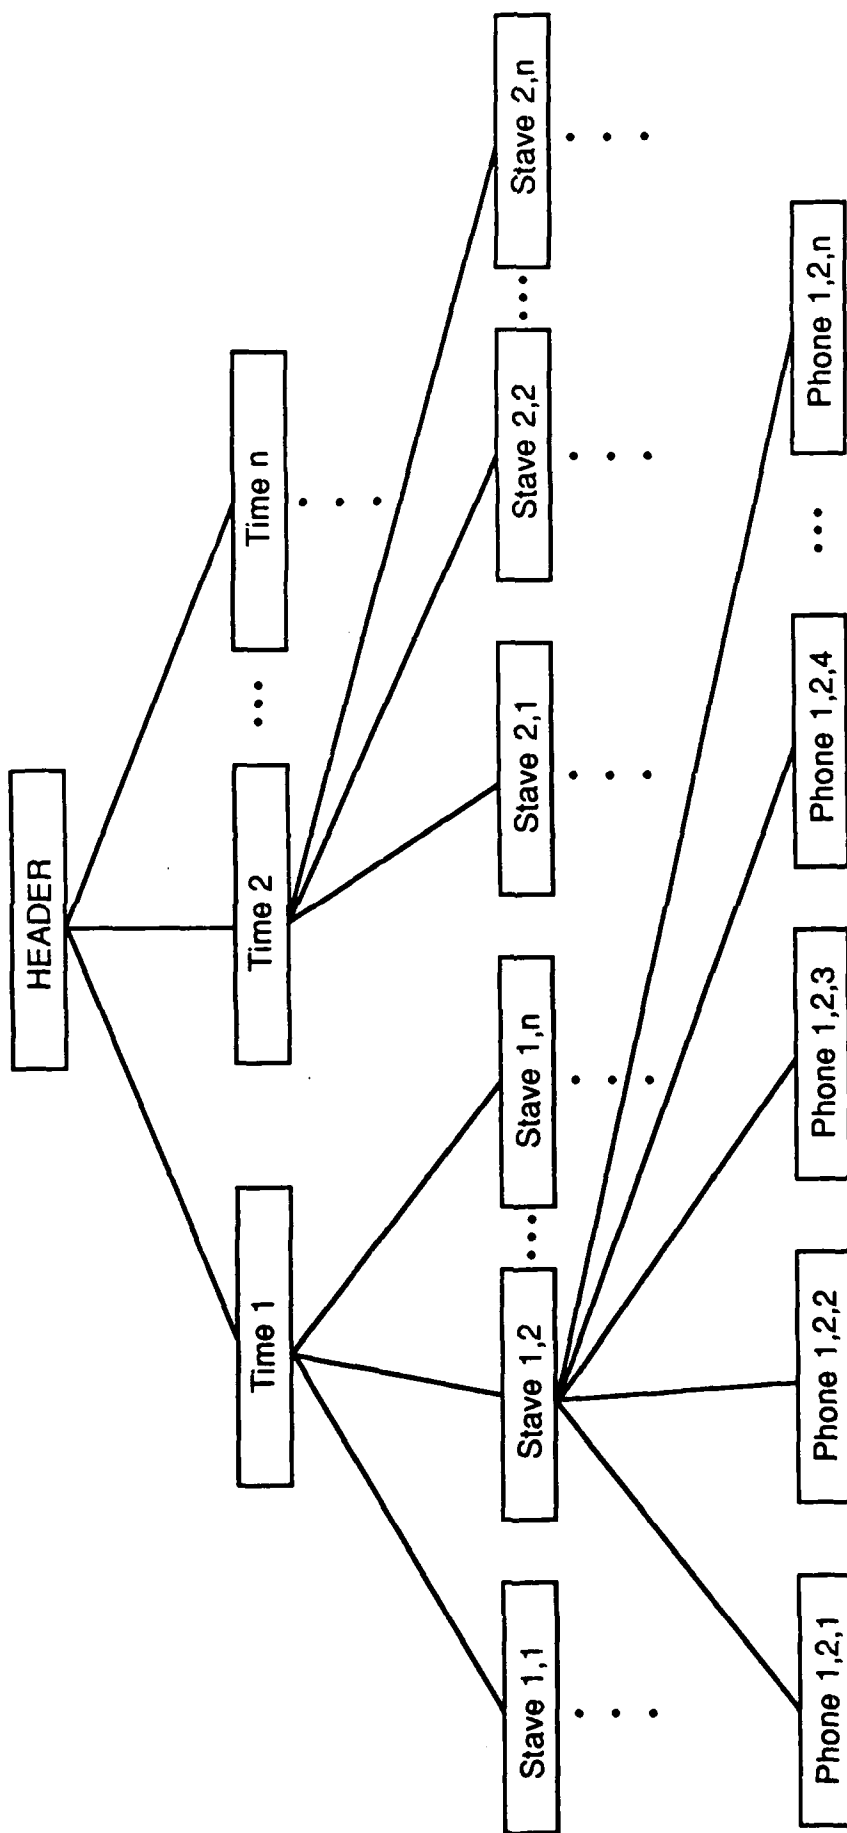 HEADER
Time 1
Time 2
...
Time n
Stave 1,1
Stave 1,2
...
Stave 1,n
Stave 2,1
Stave 2,2
...
Stave 2,n
Phone 1,2,1
Phone 1,2,2
Phone 1,2,3
Phone 1,2,4
...
Phone 1,2,n